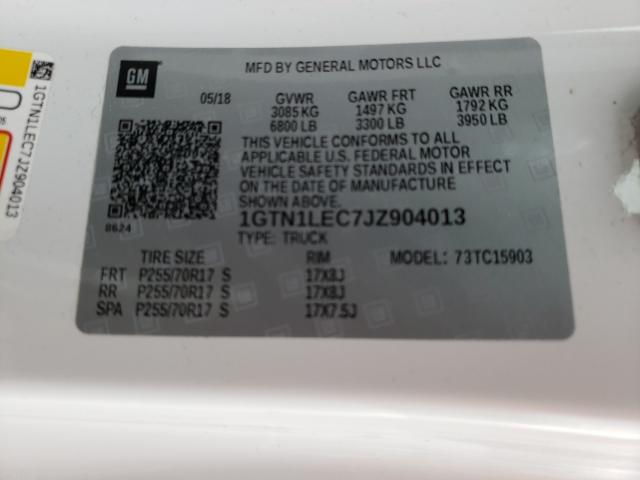 1GTN1LEC7JZ904013
GM
MFD BY GENERAL MOTORS LLC
05/18 GVWR GAWR FRT GAWR RR
3085 KG 1497 KG 1792 KG
6800 LB 3300 LB 3950 LB
THIS VEHICLE CONFORMS TO ALL
APPLICABLE U.S. FEDERAL MOTOR
VEHICLE SAFETY STANDARDS IN EFFECT
ON THE DATE OF MANUFACTURE
SHOWN ABOVE.
8624
1GTN1LEC7JZ904013
TYPE: TRUCK
TIRE SIZE RIM MODEL: 73TC15903
FRT P255/70R17 S 17X8J
RR P255/70R17 S 17X8J
SPA P255/70R17 S 17X7.5J